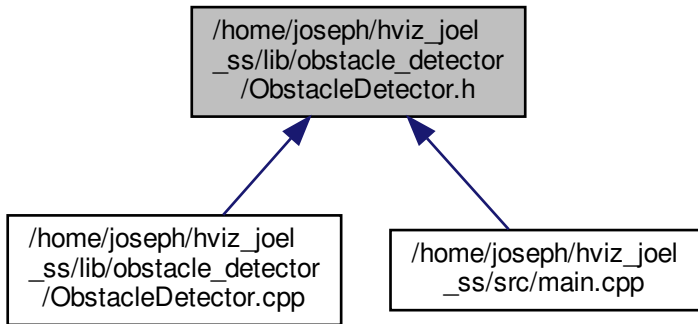 /home/joseph/hviz_joel
_ss/lib/obstacle_detector
/ObstacleDetector.h
/home/joseph/hviz_joel
_ss/lib/obstacle_detector
/ObstacleDetector.cpp
/home/joseph/hviz_joel
_ss/src/main.cpp